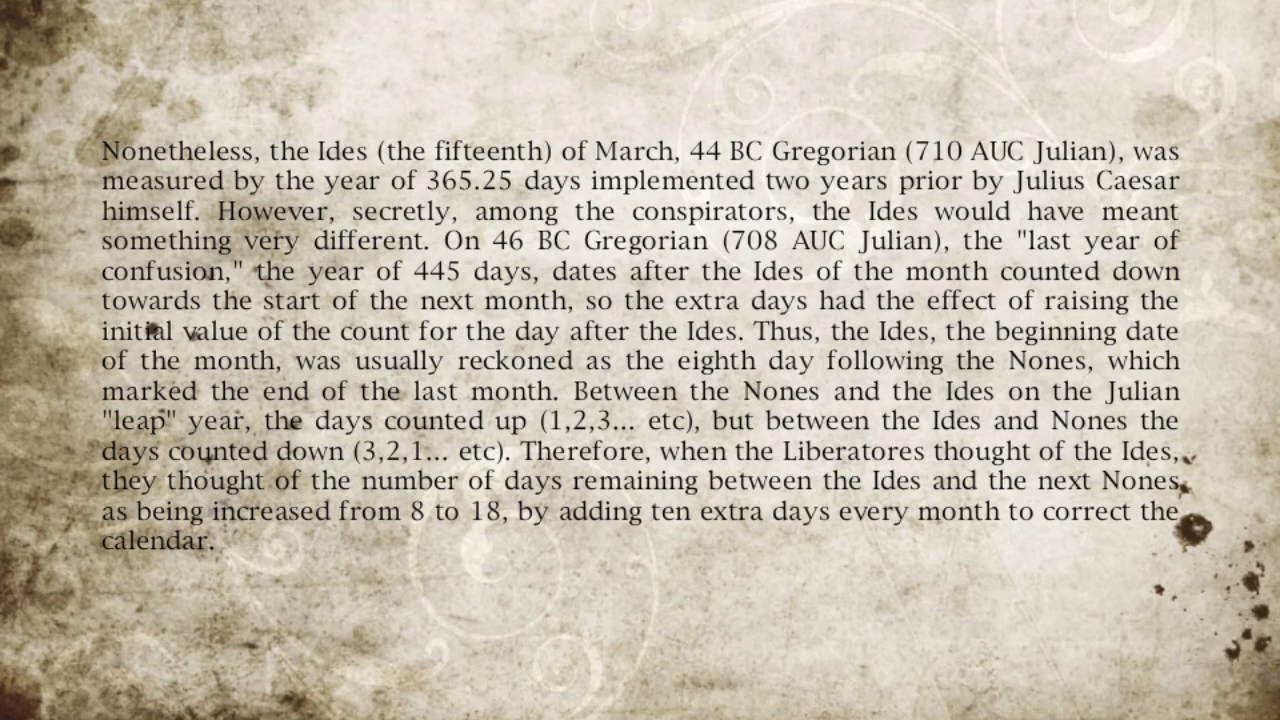 Nonetheless, the Ides (the fifteenth) of March, 44 BC Gregorian (710 AUC Julian), was
measured by the year of 365.25 days implemented two years prior by Julius Caesar
himself. However, secretly, among the conspirators, the Ides would have meant
something very different. On 46 BC Gregorian (708 AUC Julian), the "last year of
confusion," the year of 445 days, dates after the Ides of the month counted down
towards the start of the next month, so the extra days had the effect of raising the
initial value of the count for the day after the Ides. Thus, the Ides, the beginning date
of the month, was usually reckoned as the eighth day following the Nones, which
marked the end of the last month. Between the Nones and the Ides on the Julian
"leap" year, the days counted up (1,2,3... etc), but between the Ides and Nones the
days counted down (3,2,1... etc). Therefore, when the Liberatores thought of the Ides,
they thought of the number of days remaining between the Ides and the next Nones
as being increased from 8 to 18, by adding ten extra days every month to correct the
calendar.